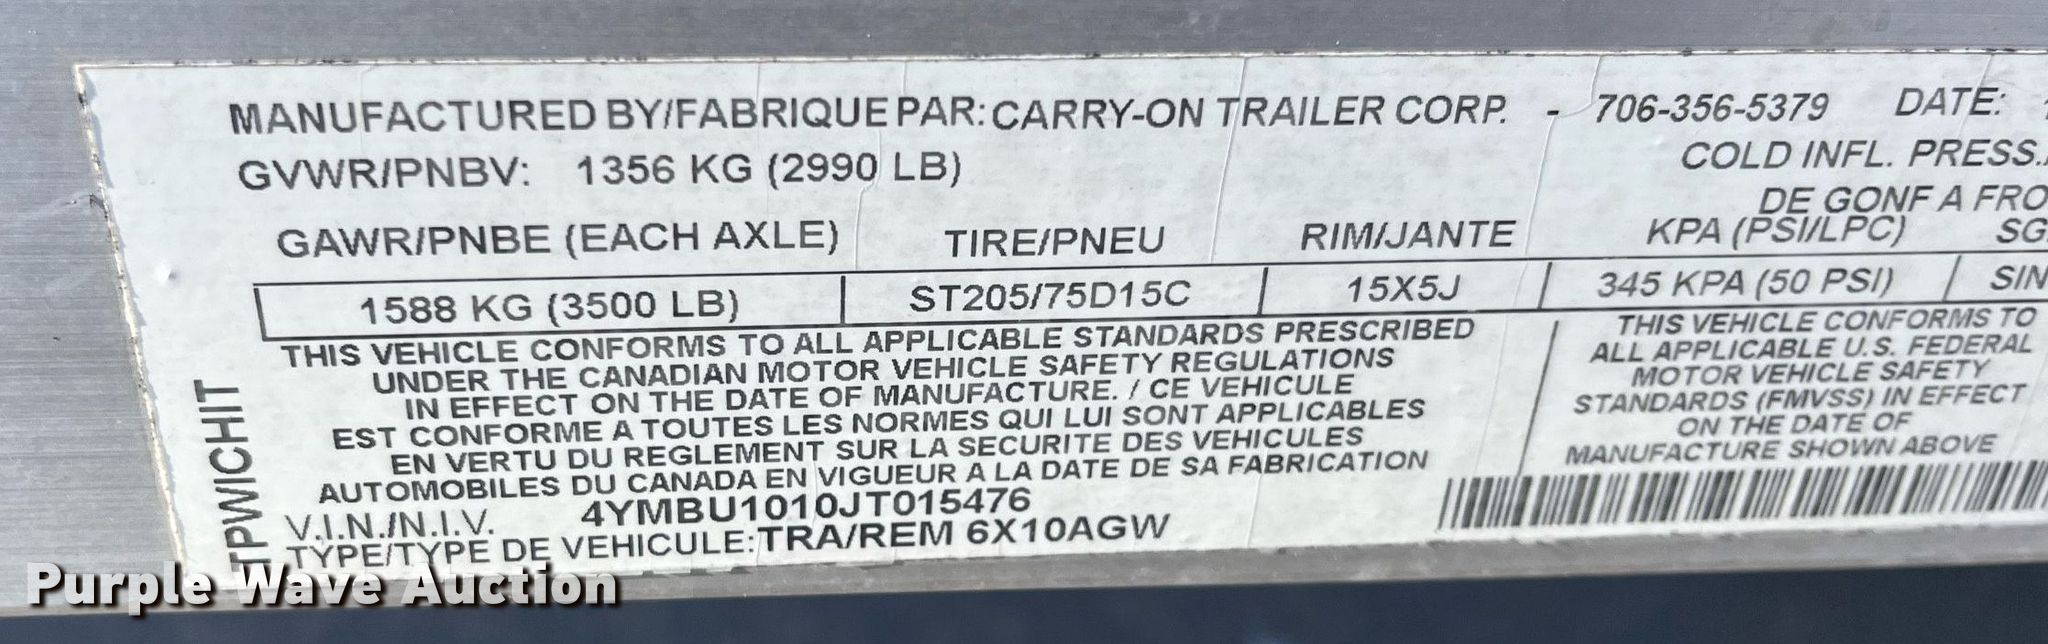 MANUFACTURED BY/FABRIQUE PAR: CARRY-ON TRAILER CORP. - 706-356-5379 DATE:
GVWR/PNBV: 1356 KG (2990 LB) COLD INFL. PRESS.
DE GONF A FRO
GAWR/PNBE (EACH AXLE) TIRE/PNEU RIM/JANTE KPA (PSI/LPC) SG
1588 KG (3500 LB) ST205/75D15C 15X5J 345 KPA (50 PSI) SIN
THIS VEHICLE CONFORMS TO ALL APPLICABLE STANDARDS PRESCRIBED
UNDER THE CANADIAN MOTOR VEHICLE SAFETY REGULATIONS
IN EFFECT ON THE DATE OF MANUFACTURE. / CE VEHICULE
EST CONFORME A TOUTES LES NORMES QUI LUI SONT APPLICABLES
EN VERTU DU REGLEMENT SUR LA SECURITE DES VEHICULES
AUTOMOBILES DU CANADA EN VIGUEUR A LA DATE DE SA FABRICATION
THIS VEHICLE CONFORMS TO
ALL APPLICABLE U.S. FEDERAL
MOTOR VEHICLE SAFETY
STANDARDS (FMVSS) IN EFFECT
ON THE DATE OF
MANUFACTURE SHOWN ABOVE
V.I.N./N.I.V. 4YMBU1010JT015476
TYPE/TYPE DE VEHICULE: TRA/REM 6X10AGW
TPWICHIT
Purple Wave Auction